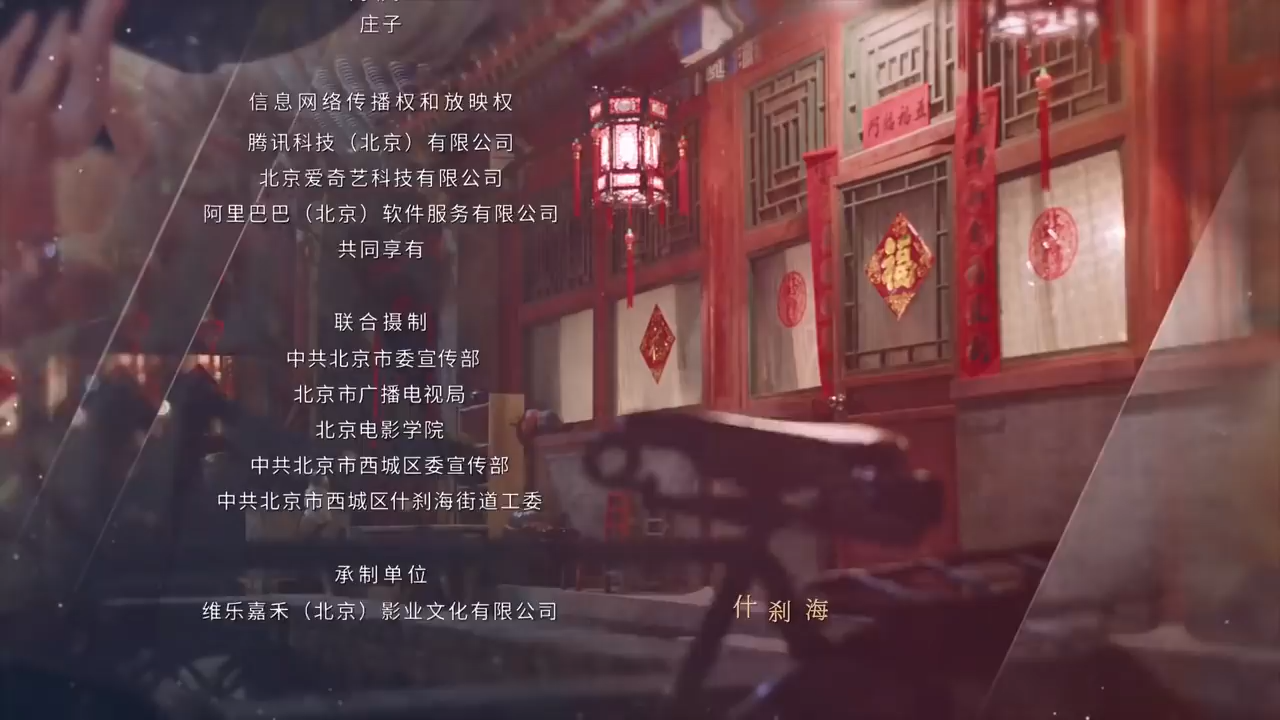 庄子
信息网络传播权和放映权
腾讯科技（北京）有限公司
北京爱奇艺科技有限公司
阿里巴巴（北京）软件服务有限公司
共同享有
联合摄制
中共北京市委宣传部
北京市广播电视局
北京电影学院
中共北京市西城区委宣传部
中共北京市西城区什刹海街道工委
承制单位
维乐嘉禾（北京）影业文化有限公司
什刹海
福